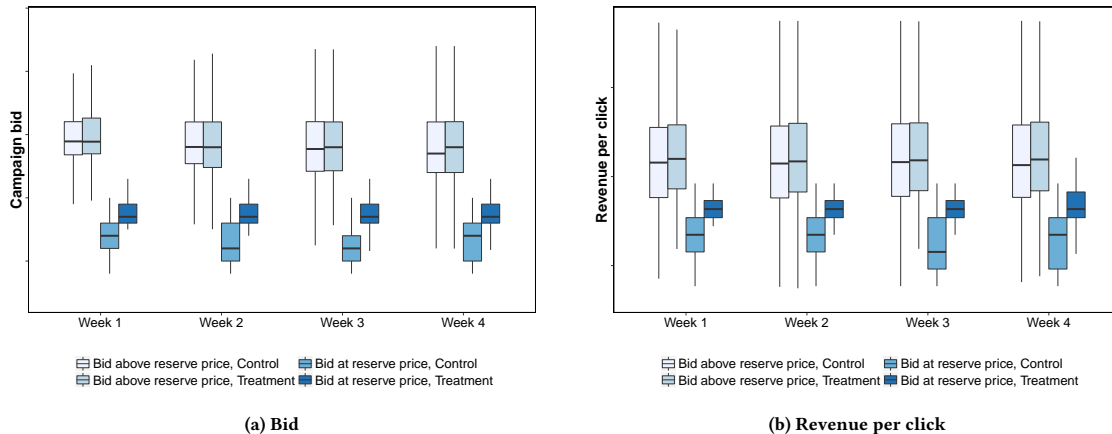 Campaign bid
Week 1 Week 2 Week 3 Week 4
Bid above reserve price, Control Bid at reserve price, Control
Bid above reserve price, Treatment Bid at reserve price, Treatment
(a) Bid
Revenue per click
Week 1 Week 2 Week 3 Week 4
Bid above reserve price, Control Bid at reserve price, Control
Bid above reserve price, Treatment Bid at reserve price, Treatment
(b) Revenue per click